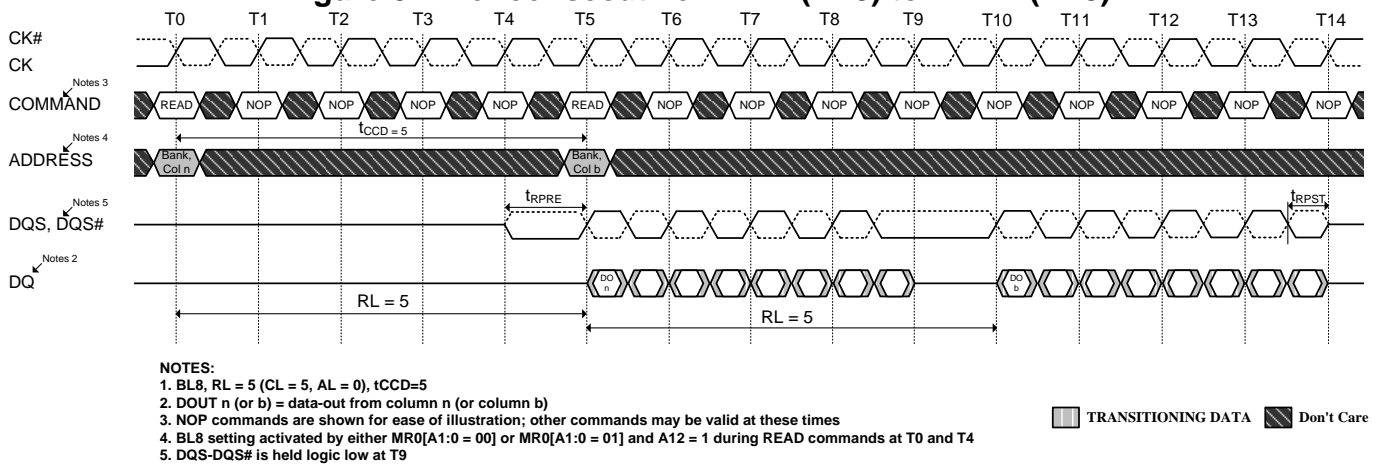 T0 T1 T2 T3 T4 T5 T6 T7 T8 T9 T10 T11 T12 T13 T14
CK#
CK
Notes 3
COMMAND READ NOP NOP NOP NOP READ NOP NOP NOP NOP NOP NOP NOP NOP NOP
tCCD = 5
Notes 4
ADDRESS
Bank, Col n
Bank, Col b
tRPRE
tRPST
Notes 5
DQS, DQS#
Notes 2
DQ
DO n
DO b
RL = 5
RL = 5
NOTES:
1. BL8, RL = 5 (CL = 5, AL = 0), tCCD=5
2. DOUT n (or b) = data-out from column n (or column b)
3. NOP commands are shown for ease of illustration; other commands may be valid at these times
4. BL8 setting activated by either MR0[A1:0 = 00] or MR0[A1:0 = 01] and A12 = 1 during READ commands at T0 and T4
5. DQS-DQS# is held logic low at T9
TRANSITIONING DATA
Don't Care